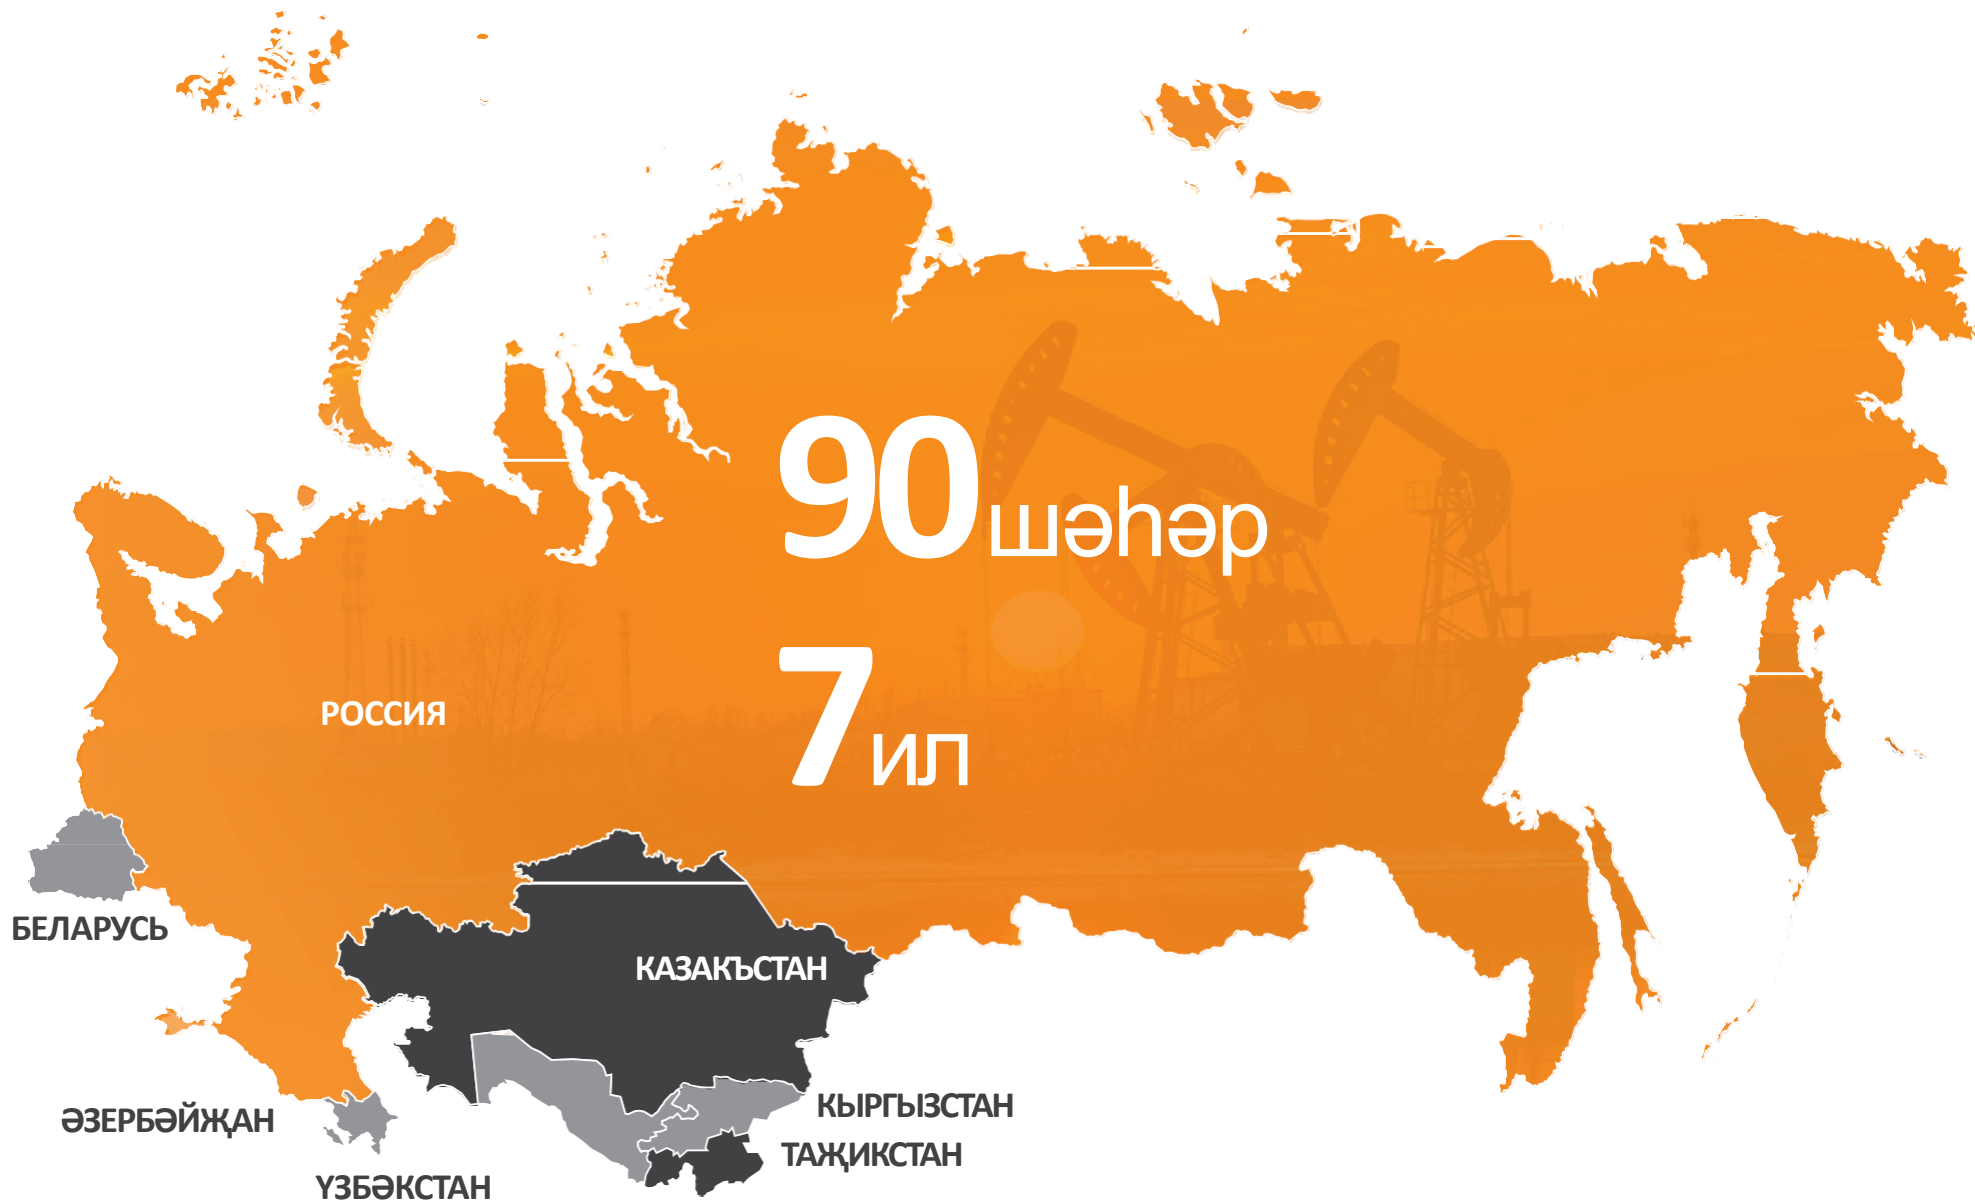 90 шәһәр
7 ил
РОССИЯ
БЕЛАРУСЬ
КАЗАКЪСТАН
ӘЗЕРБӘЙҖАН
КЫРГЫЗСТАН
ТАҖИКСТАН
ҮЗБӘКСТАН